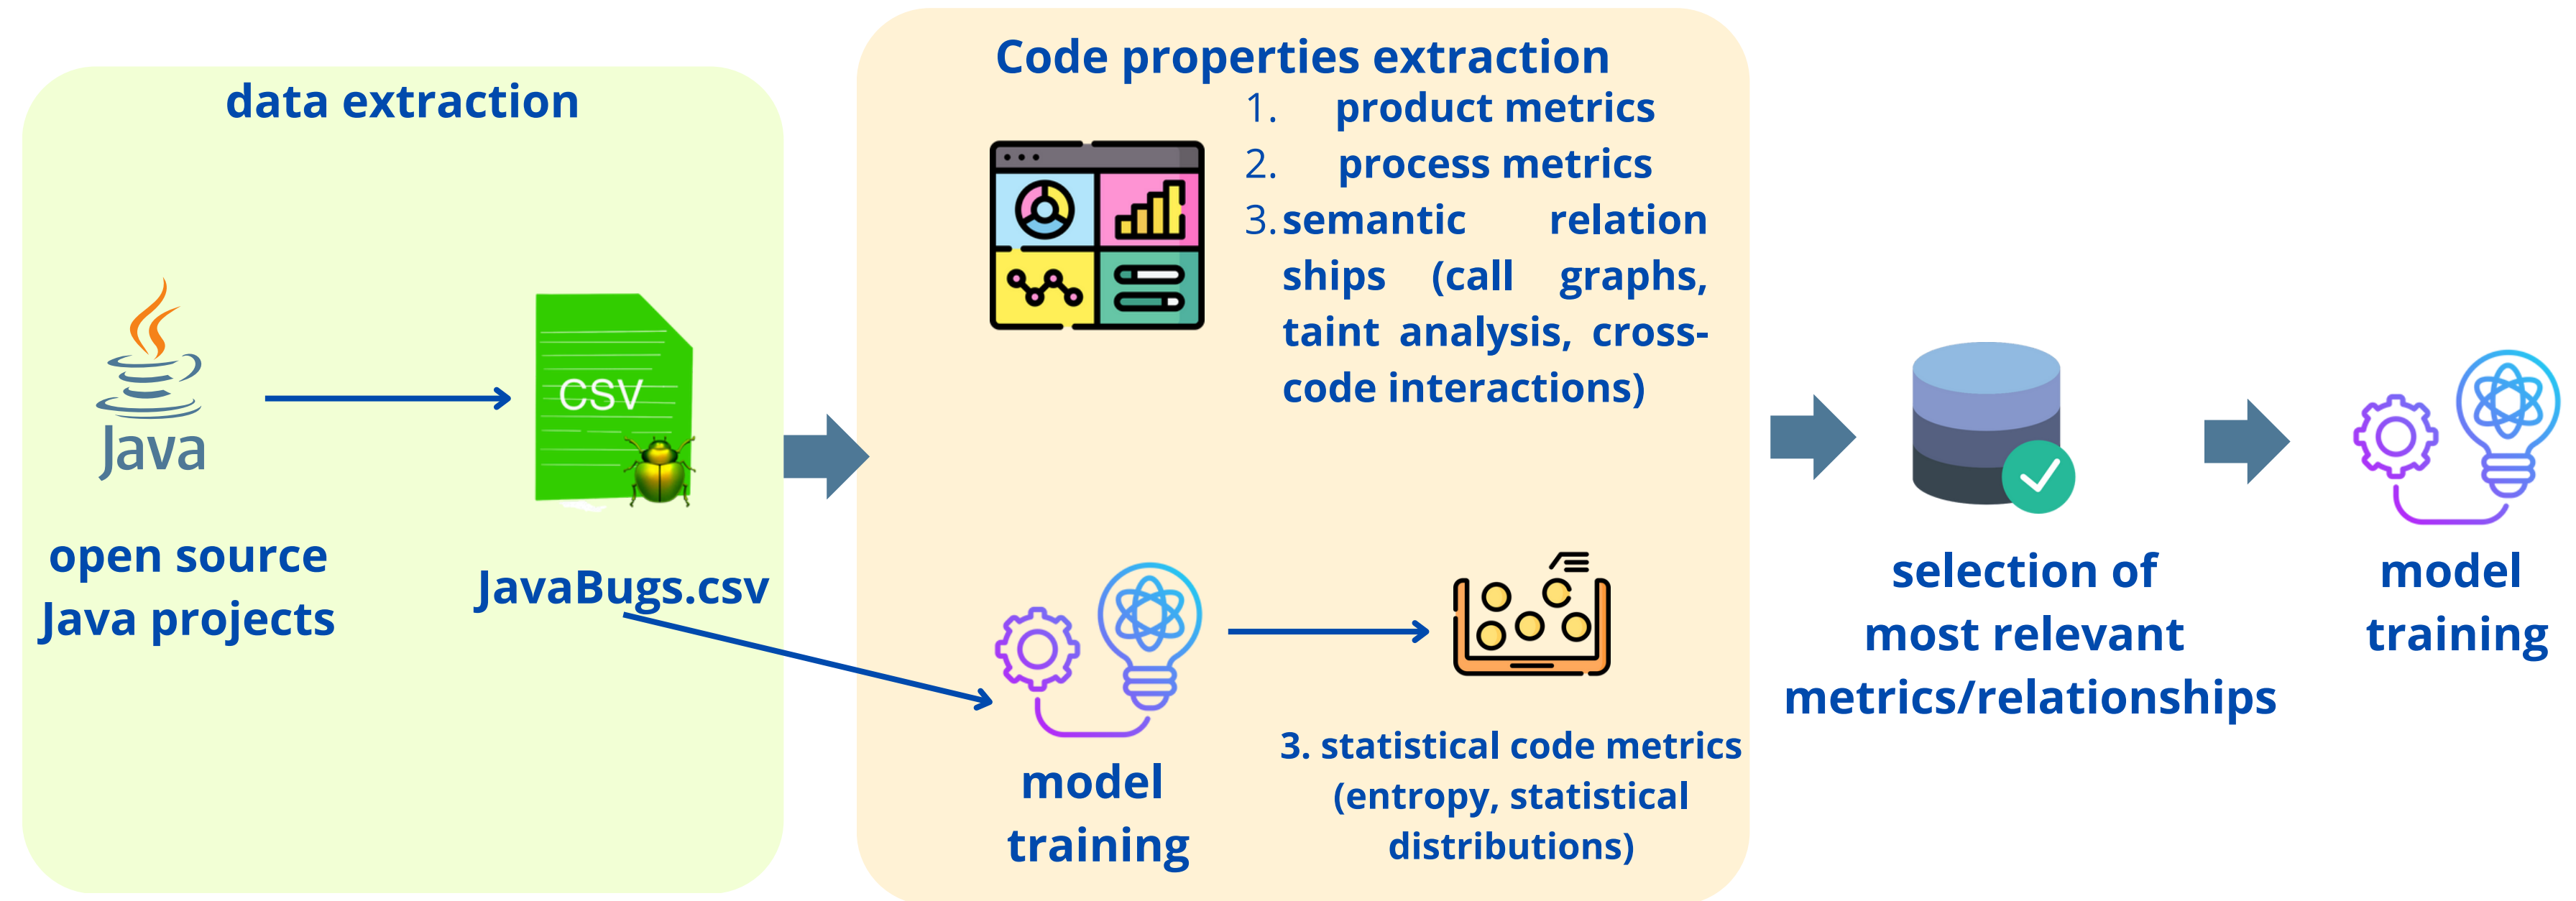 data extraction
Java
open source
Java projects
CSV
JavaBugs.csv
Code properties extraction
1. product metrics
2. process metrics
3. semantic relation
ships (call graphs,
taint analysis, cross-
code interactions)
model
training
3. statistical code metrics
(entropy, statistical
distributions)
selection of
most relevant
metrics/relationships
model
training